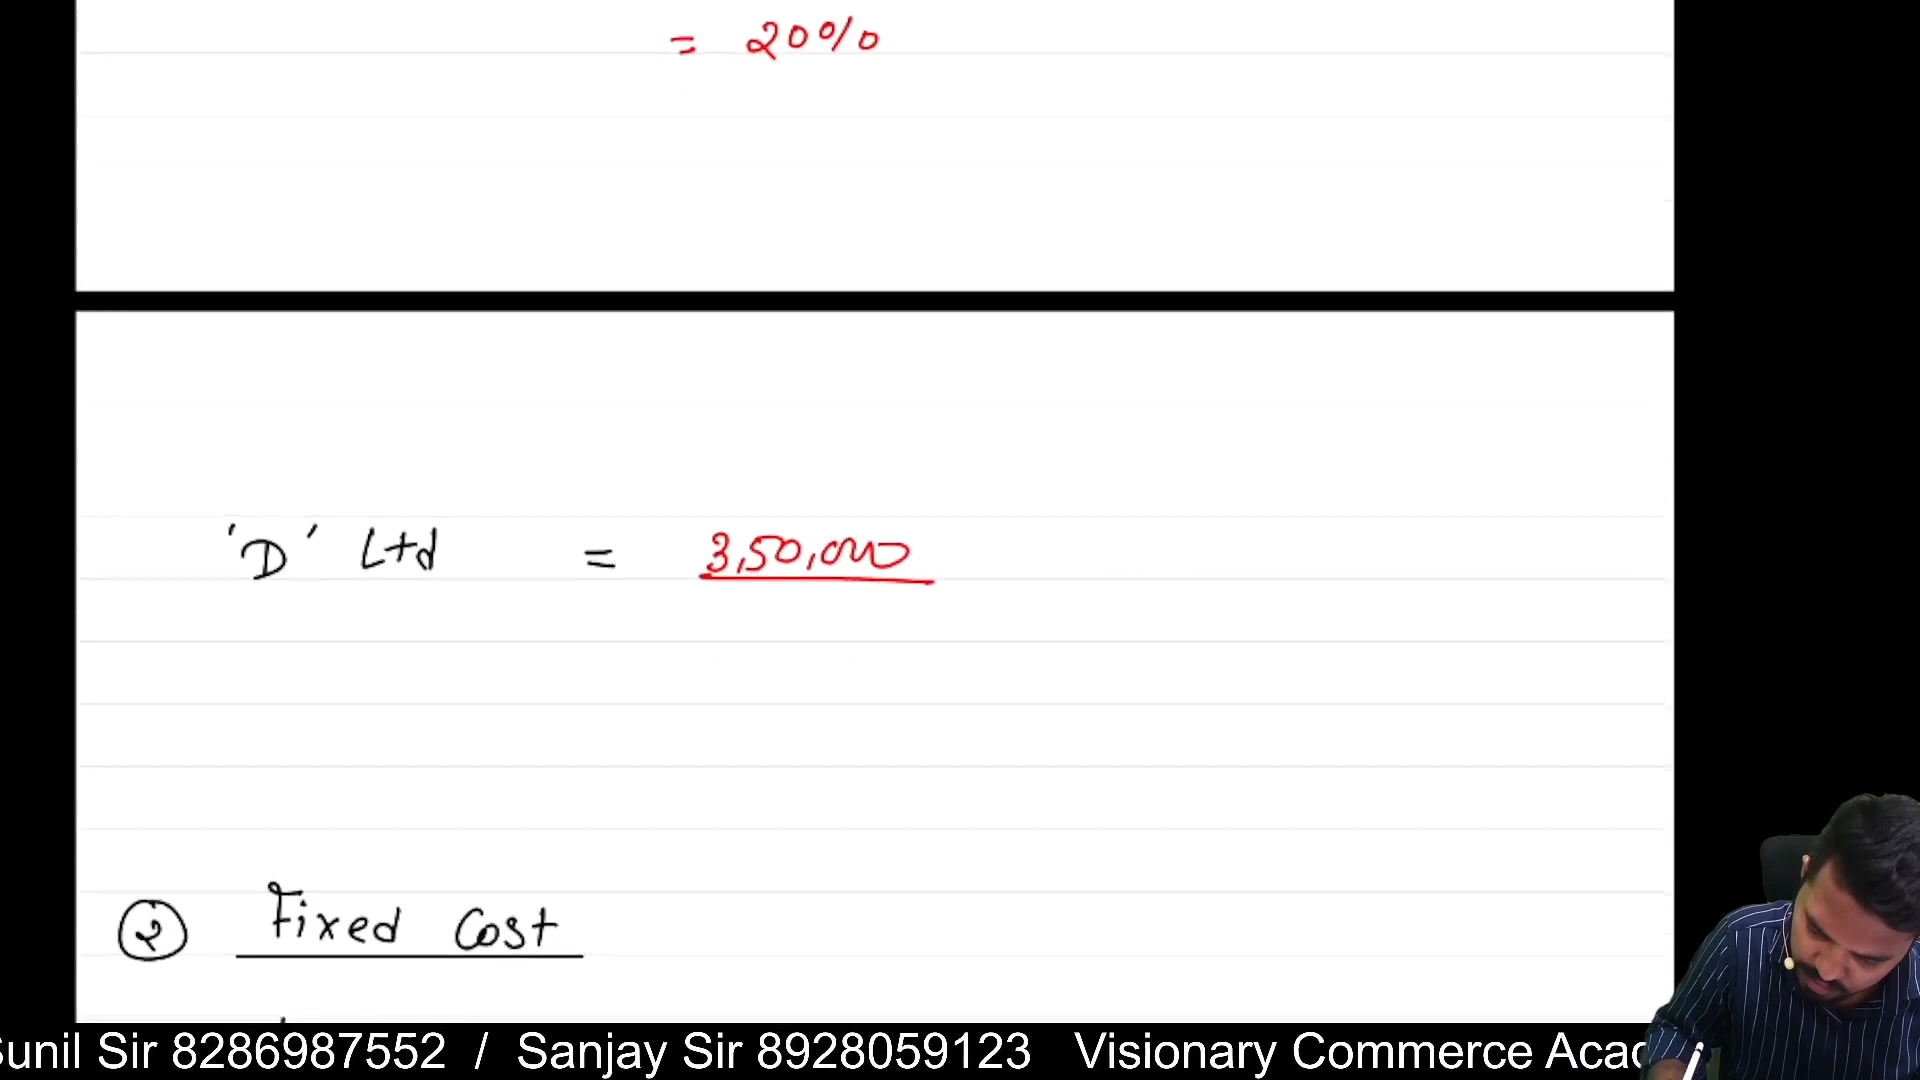 = 20%
'D' Ltd = 3,50,000
② Fixed Cost
Sunil Sir 8286987552 / Sanjay Sir 8928059123 Visionary Commerce Acad